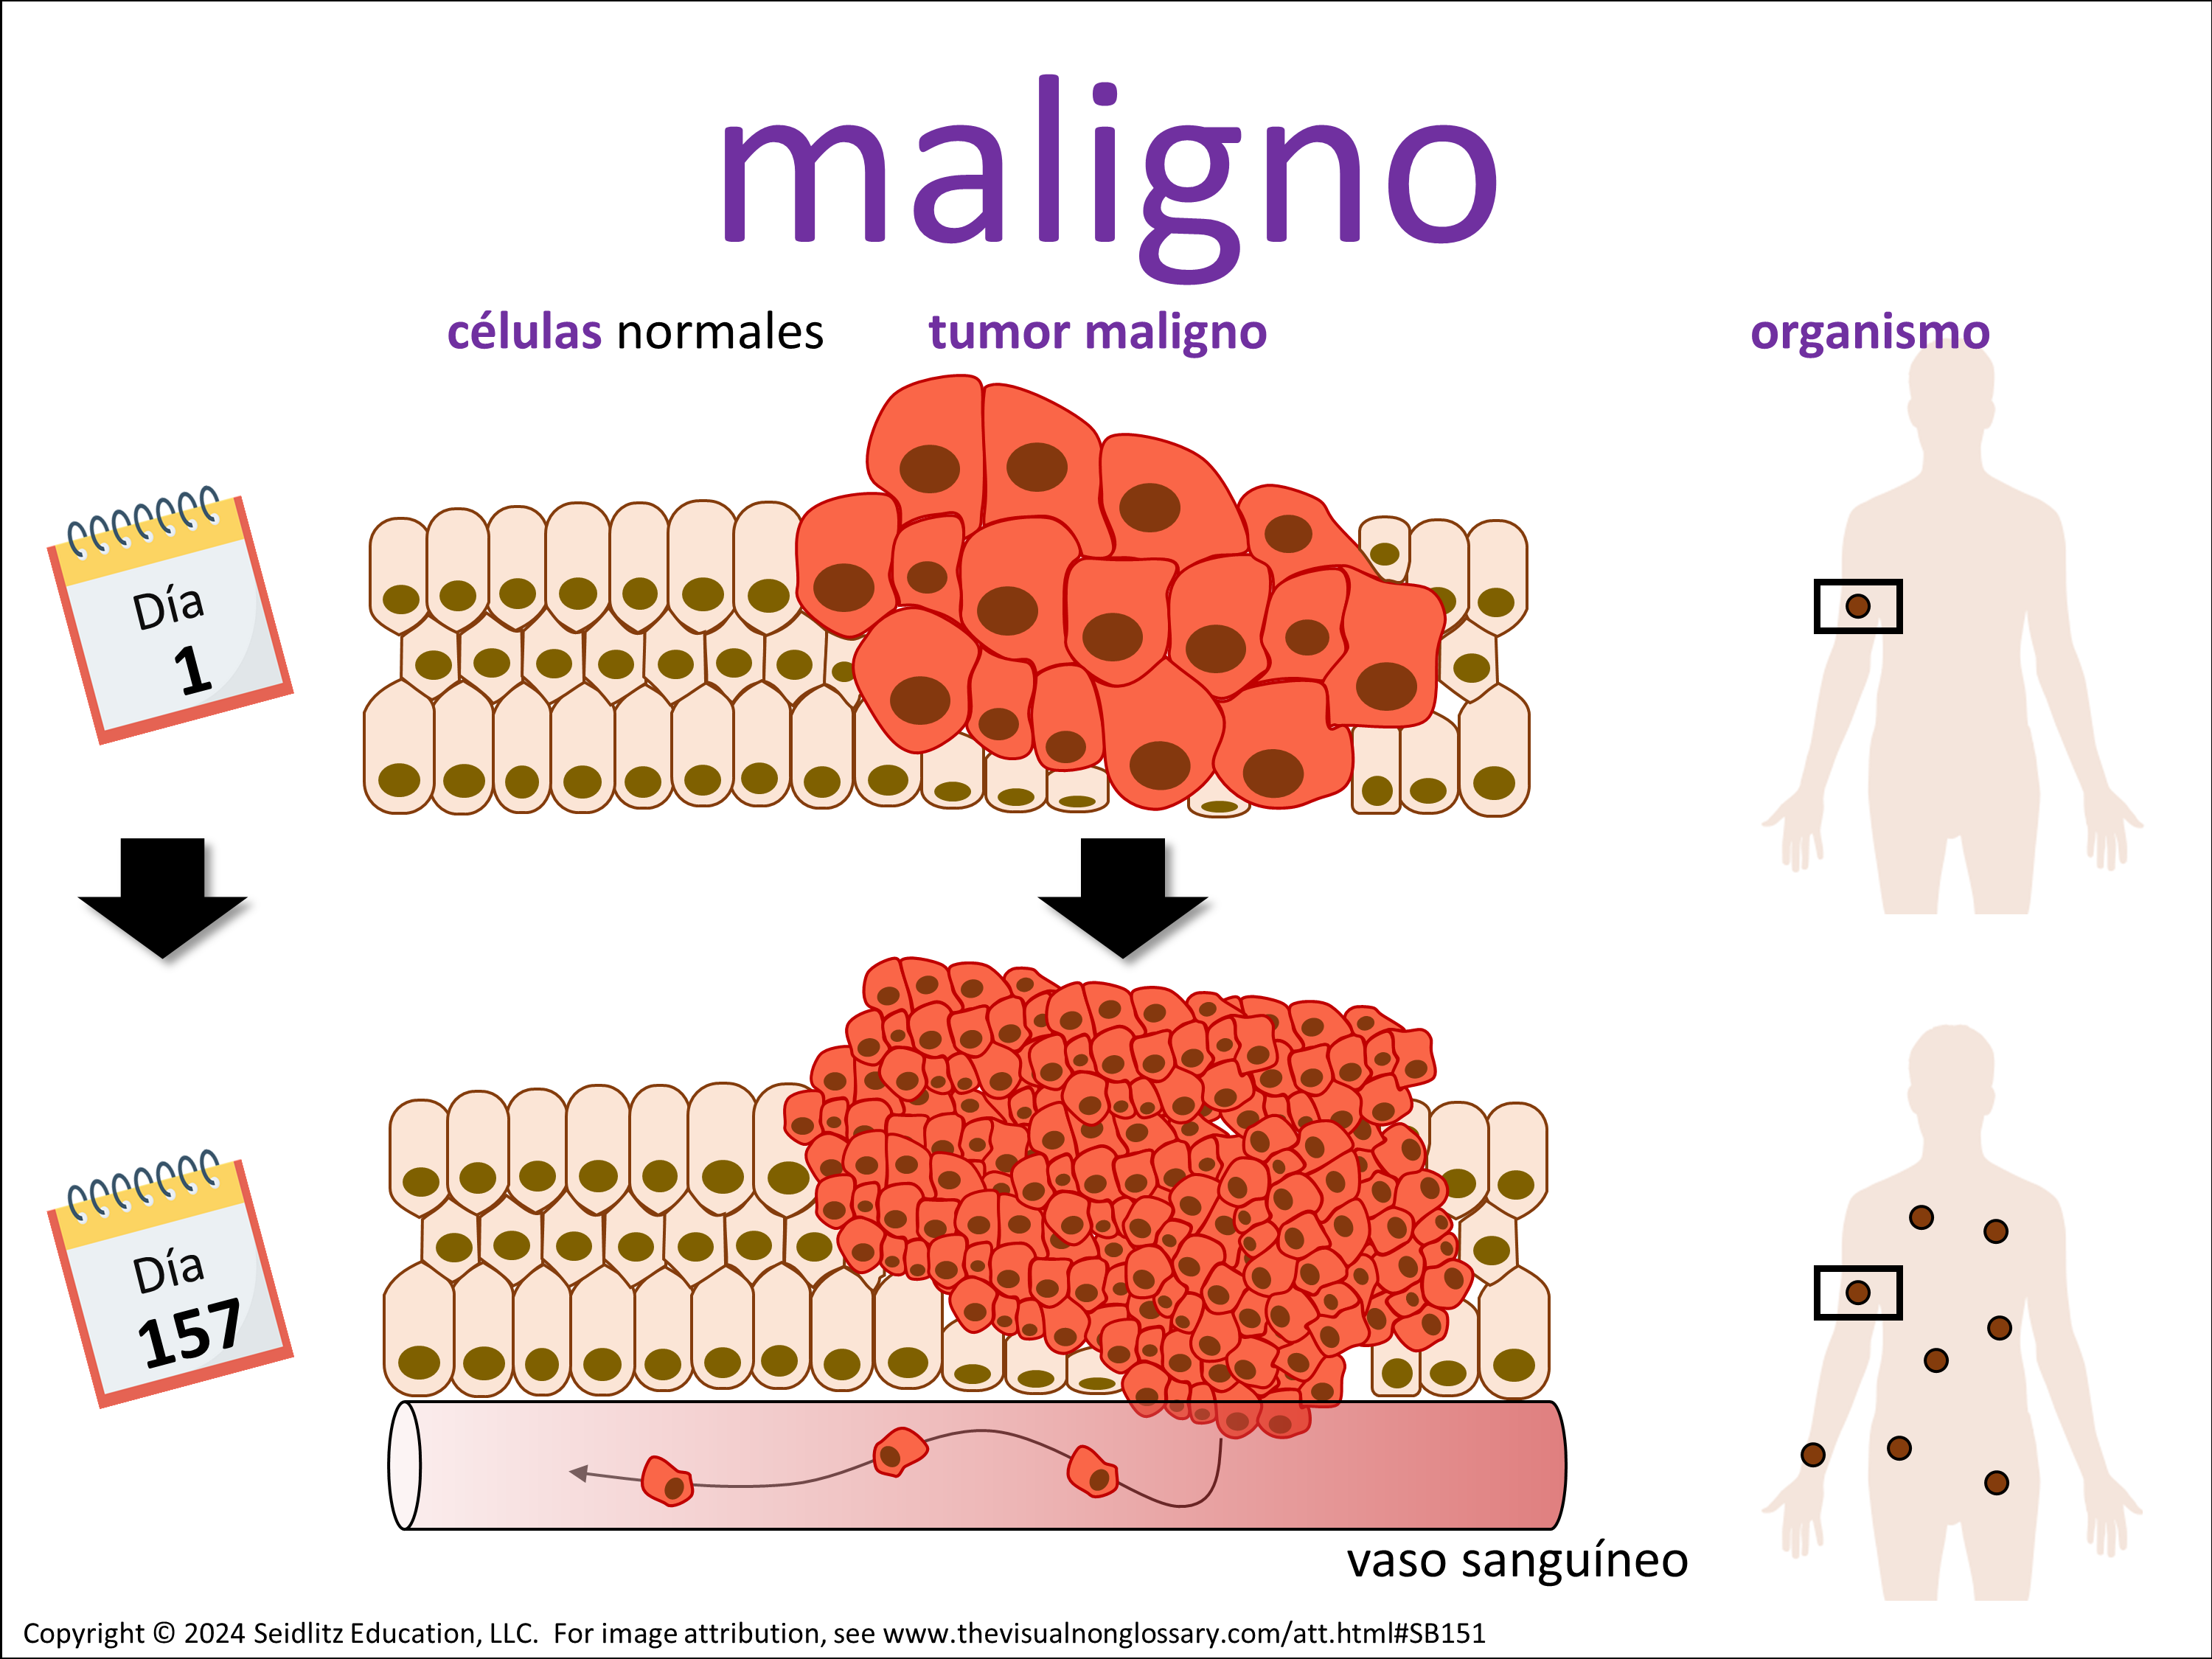 maligno
células normales
tumor maligno
organismo
Día
1
Día
157
vaso sanguíneo
Copyright © 2024 Seidlitz Education, LLC.  For image attribution, see www.thevisualnonglossary.com/att.html#SB151